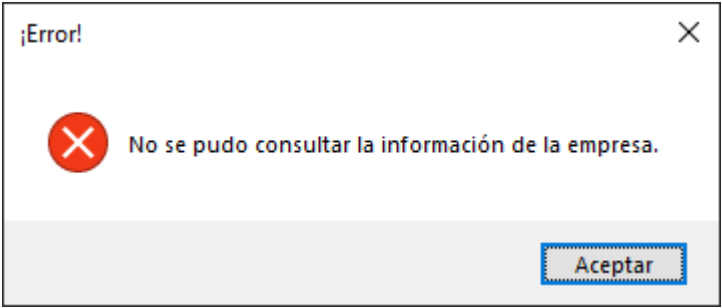 ¡Error!
No se pudo consultar la información de la empresa.
Aceptar